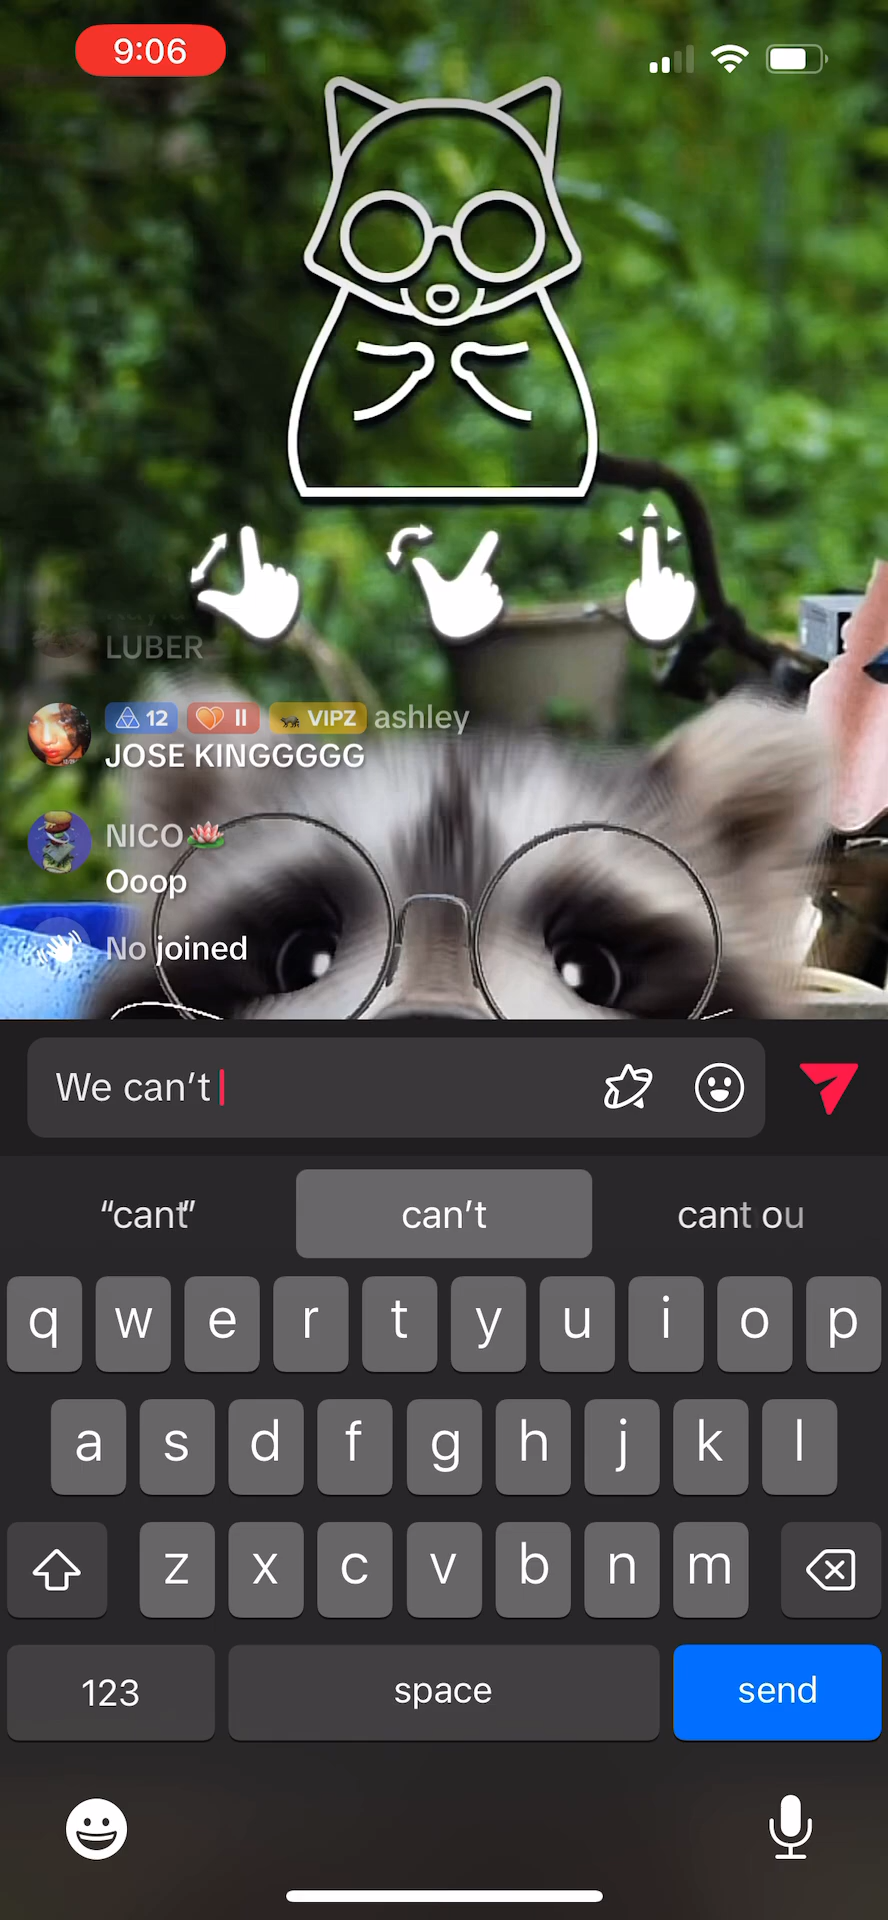 9:06
LUBER
12 II VIPZ ashley
JOSE KINGGGGG
NICO🪷
Ooop
No joined
We can’t
“cant”
can’t
cant ou
q w e r t y u i o p
a s d f g h j k l
z x c v b n m
123 space send